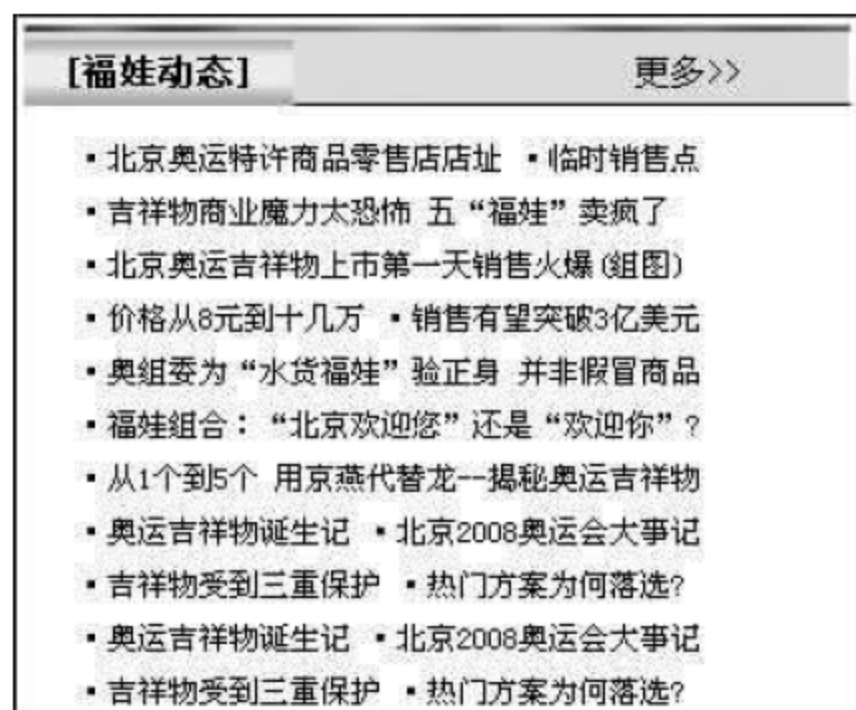 [福娃动态] 更多>>
▪北京奥运特许商品零售店店址 ▪临时销售点
▪吉祥物商业魔力太恐怖 五“福娃”卖疯了
▪北京奥运吉祥物上市第一天销售火爆(组图)
▪价格从8元到十几万 ▪销售有望突破3亿美元
▪奥组委为“水货福娃”验正身 并非假冒商品
▪福娃组合：“北京欢迎您”还是“欢迎你”?
▪从1个到5个 用京燕代替龙--揭秘奥运吉祥物
▪奥运吉祥物诞生记 ▪北京2008奥运会大事记
▪吉祥物受到三重保护 ▪热门方案为何落选?
▪奥运吉祥物诞生记 ▪北京2008奥运会大事记
▪吉祥物受到三重保护 ▪热门方案为何落选?